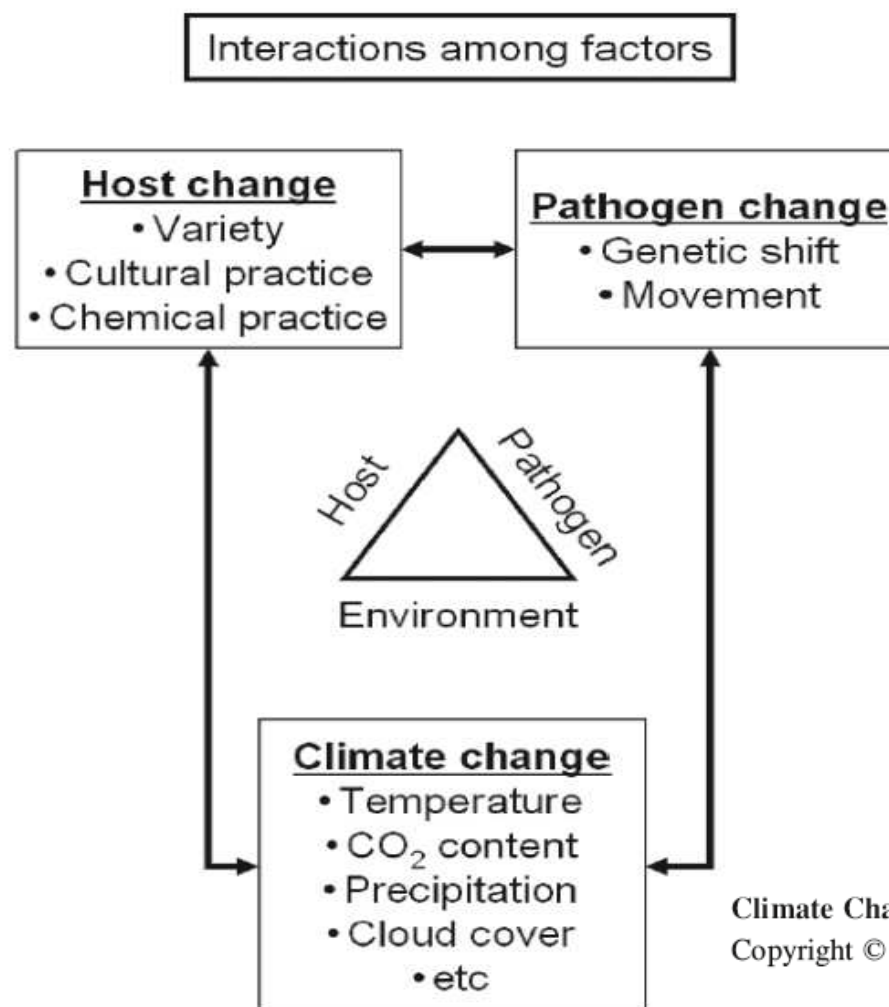 Interactions among factors
Host change
• Variety
• Cultural practice
• Chemical practice
Pathogen change
• Genetic shift
• Movement
Host
Pathogen
Environment
Climate change
• Temperature
• CO₂ content
• Precipitation
• Cloud cover
• etc
Climate Cha
Copyright ©